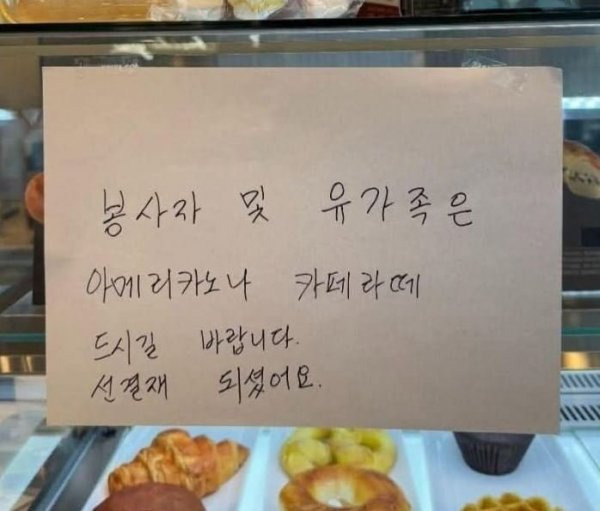 봉사자 및 유가족은
아메리카노나 카페라떼
드시길 바랍니다.
선결재 되셨어요.